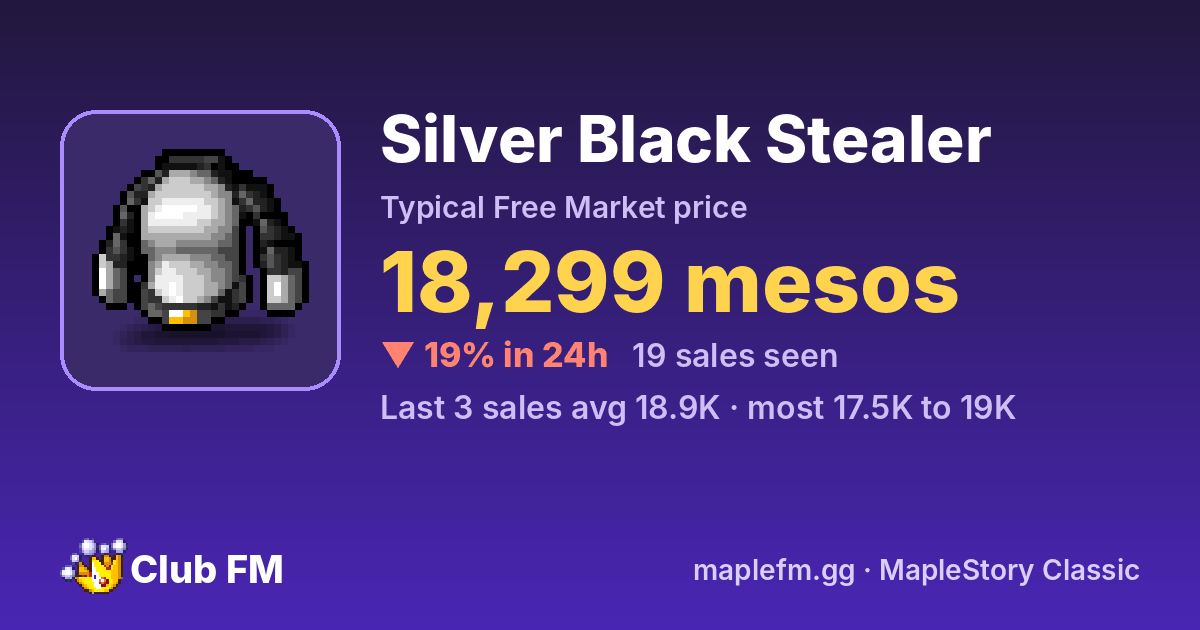 Silver Black Stealer
Typical Free Market price
18,299 mesos
▼ 19% in 24h 19 sales seen
Last 3 sales avg 18.9K · most 17.5K to 19K
Club FM
maplefm.gg · MapleStory Classic